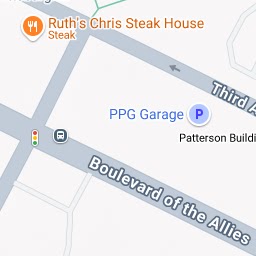 Ruth's Chris Steak House
Steak
Third A
PPG Garage
P
Patterson Buildi
Boulevard of the Allies